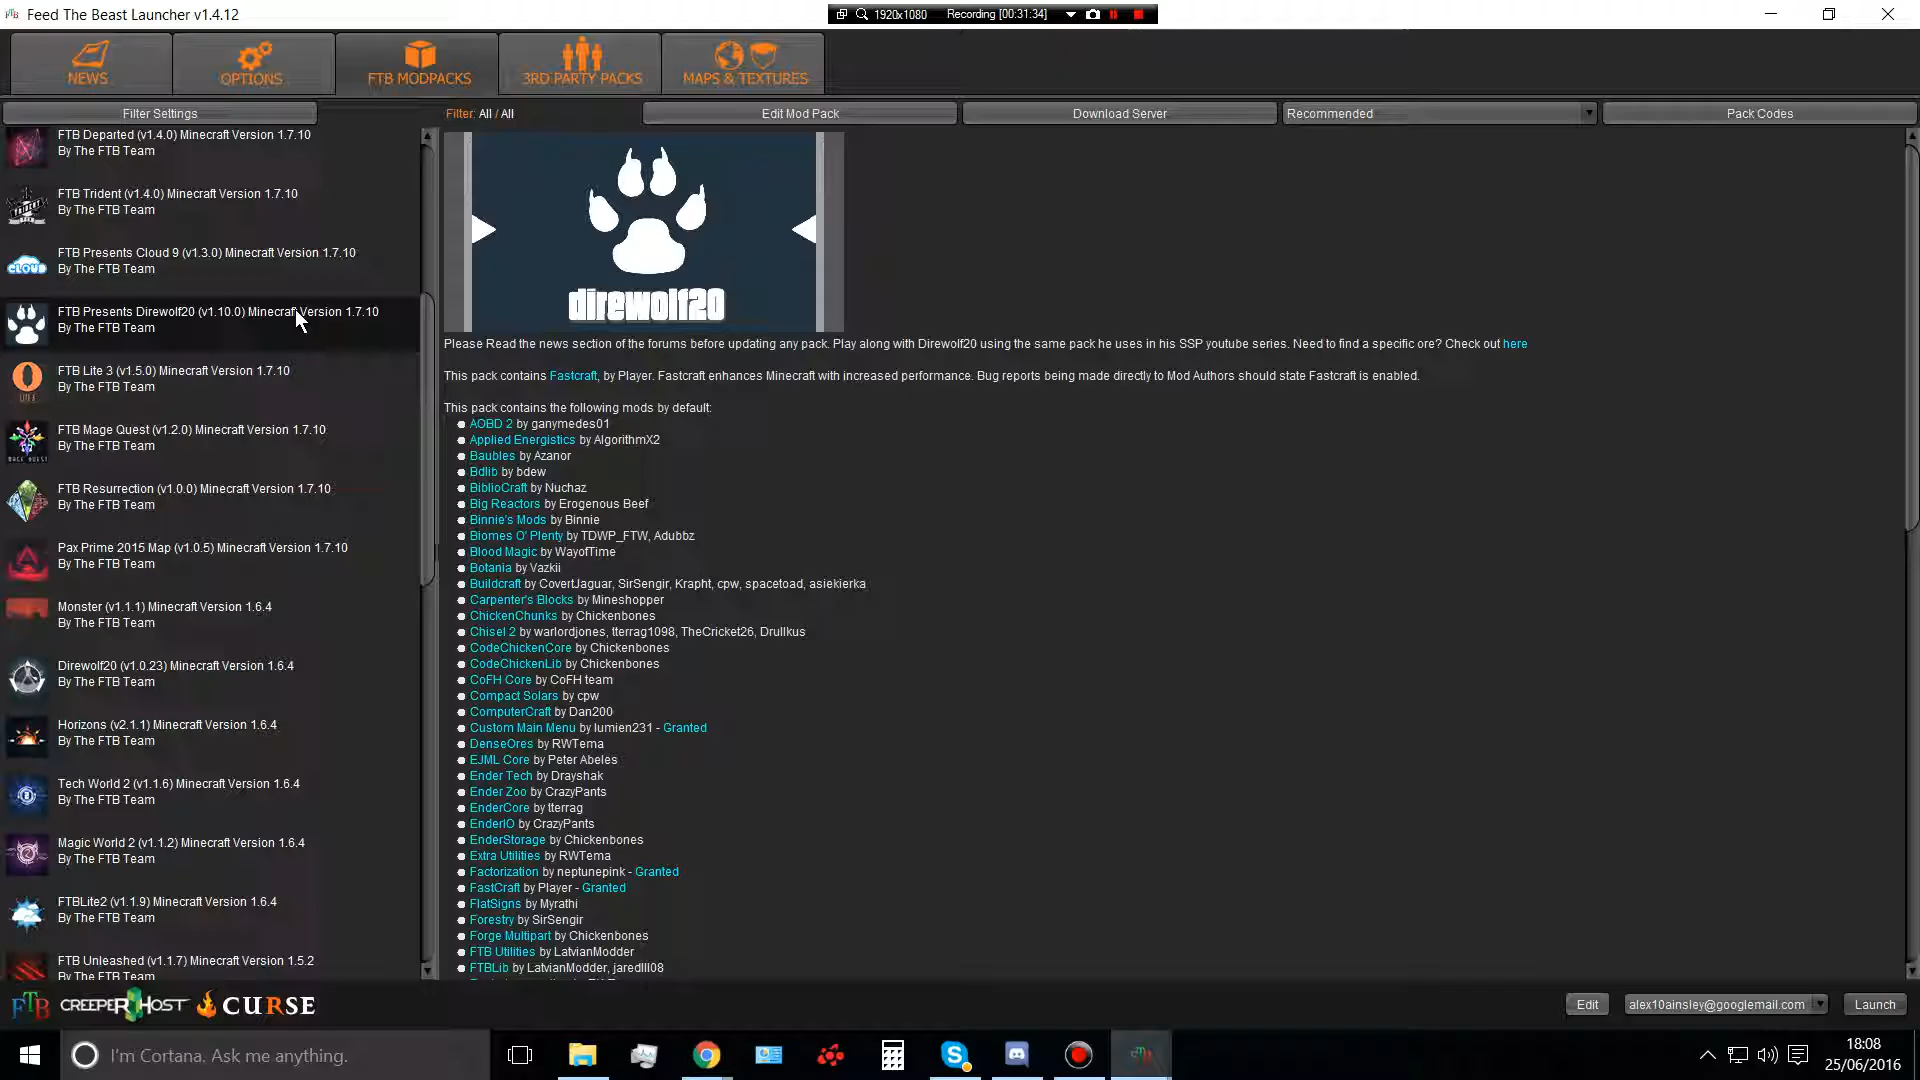 Feed The Beast Launcher v1.4.12
1920x1080 Recording [00:31:34]
NEWS
OPTIONS
FTB MODPACKS
3RD PARTY PACKS
MAPS & TEXTURES
Filter Settings
Filter: All / All
Edit Mod Pack
Download Server
Recommended
Pack Codes
FTB Departed (v1.4.0) Minecraft Version 1.7.10
By The FTB Team
FTB Trident (v1.4.0) Minecraft Version 1.7.10
By The FTB Team
FTB Presents Cloud 9 (v1.3.0) Minecraft Version 1.7.10
By The FTB Team
FTB Presents Direwolf20 (v1.10.0) Minecraft Version 1.7.10
By The FTB Team
FTB Lite 3 (v1.5.0) Minecraft Version 1.7.10
By The FTB Team
FTB Mage Quest (v1.2.0) Minecraft Version 1.7.10
By The FTB Team
FTB Resurrection (v1.0.0) Minecraft Version 1.7.10
By The FTB Team
Pax Prime 2015 Map (v1.0.5) Minecraft Version 1.7.10
By The FTB Team
Monster (v1.1.1) Minecraft Version 1.6.4
By The FTB Team
Direwolf20 (v1.0.23) Minecraft Version 1.6.4
By The FTB Team
Horizons (v2.1.1) Minecraft Version 1.6.4
By The FTB Team
Tech World 2 (v1.1.6) Minecraft Version 1.6.4
By The FTB Team
Magic World 2 (v1.1.2) Minecraft Version 1.6.4
By The FTB Team
FTBLite2 (v1.1.9) Minecraft Version 1.6.4
By The FTB Team
FTB Unleashed (v1.1.7) Minecraft Version 1.5.2
By The FTB Team
direwolf20
Please Read the news section of the forums before updating any pack. Play along with Direwolf20 using the same pack he uses in his SSP youtube series. Need to find a specific ore? Check out here
This pack contains Fastcraft, by Player. Fastcraft enhances Minecraft with increased performance. Bug reports being made directly to Mod Authors should state Fastcraft is enabled.
This pack contains the following mods by default:
AOBD 2 by ganymedes01
Applied Energistics by AlgorithmX2
Baubles by Azanor
Bdlib by bdew
BiblioCraft by Nuchaz
Big Reactors by Erogenous Beef
Binnie's Mods by Binnie
Biomes O' Plenty by TDWP_FTW, Adubbz
Blood Magic by WayofTime
Botania by Vazkii
Buildcraft by CovertJaguar, SirSengir, Krapht, cpw, spacetoad, asiekierka
Carpenter's Blocks by Mineshopper
ChickenChunks by Chickenbones
Chisel 2 by warlordjones, tterrag1098, TheCricket26, Drullkus
CodeChickenCore by Chickenbones
CodeChickenLib by Chickenbones
CoFH Core by CoFH team
Compact Solars by cpw
ComputerCraft by Dan200
Custom Main Menu by lumien231 - Granted
DenseOres by RWTema
EJML Core by Peter Abeles
Ender Tech by Drayshak
Ender Zoo by CrazyPants
EnderCore by tterrag
EnderIO by CrazyPants
EnderStorage by Chickenbones
Extra Utilities by RWTema
Factorization by neptunepink - Granted
FastCraft by Player - Granted
FlatSigns by Myrathi
Forestry by SirSengir
Forge Multipart by Chickenbones
FTB Utilities by LatvianModder
FTBLib by LatvianModder, jaredlll08
FTB CREEPERHOST CURSE
Edit
alex10ainsley@googlemail.com
Launch
I'm Cortana. Ask me anything.
18:08
25/06/2016